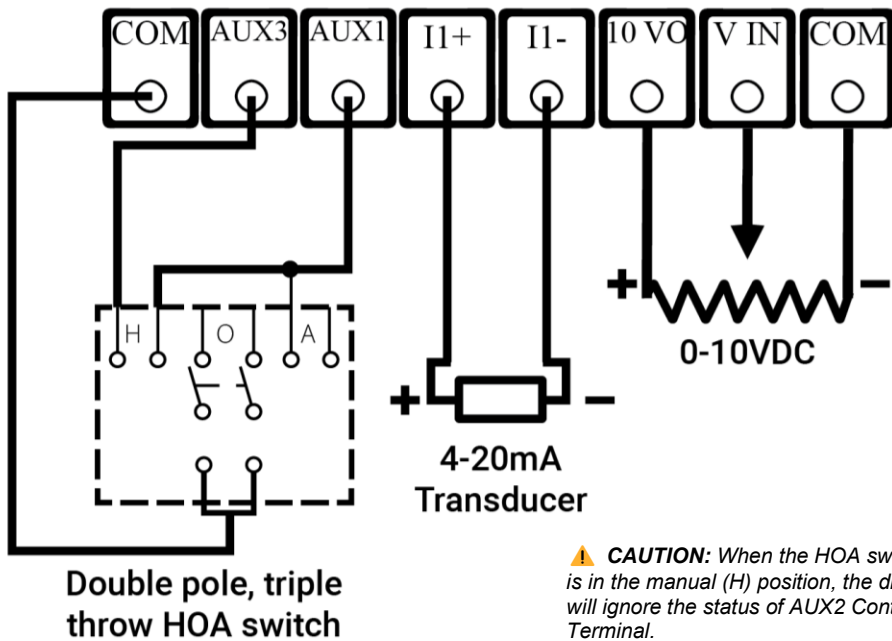 COM AUX3 AUX1 I1+ I1- 10 VO V IN COM
+ -
0-10VDC
H O A
+ -
4-20mA
Transducer
Double pole, triple
throw HOA switch
⚠ CAUTION: When the HOA sw
is in the manual (H) position, the d
will ignore the status of AUX2 Con
Terminal.